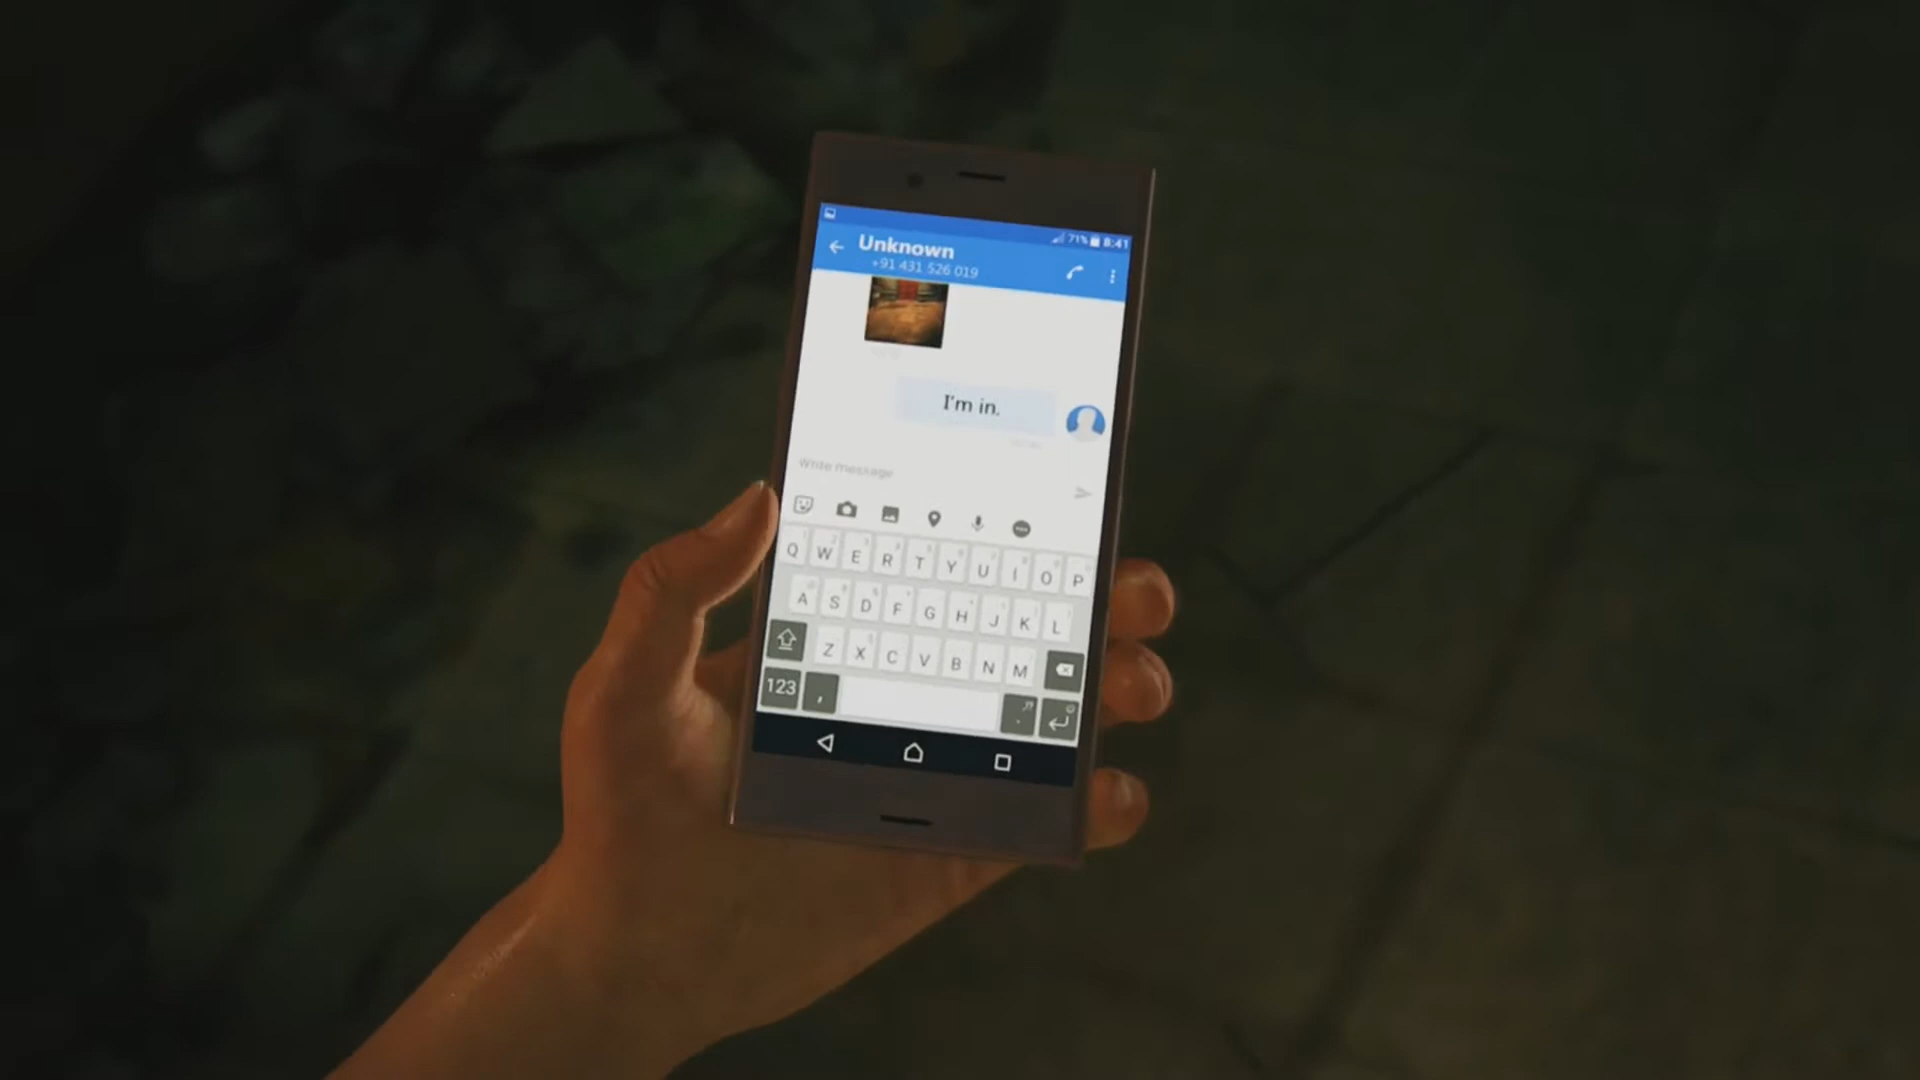 71% 8:41
Unknown
+91 431 526 019
I'm in.
Write message
Q W E R T Y U I O P
A S D F G H J K L
Z X C V B N M
123 , .